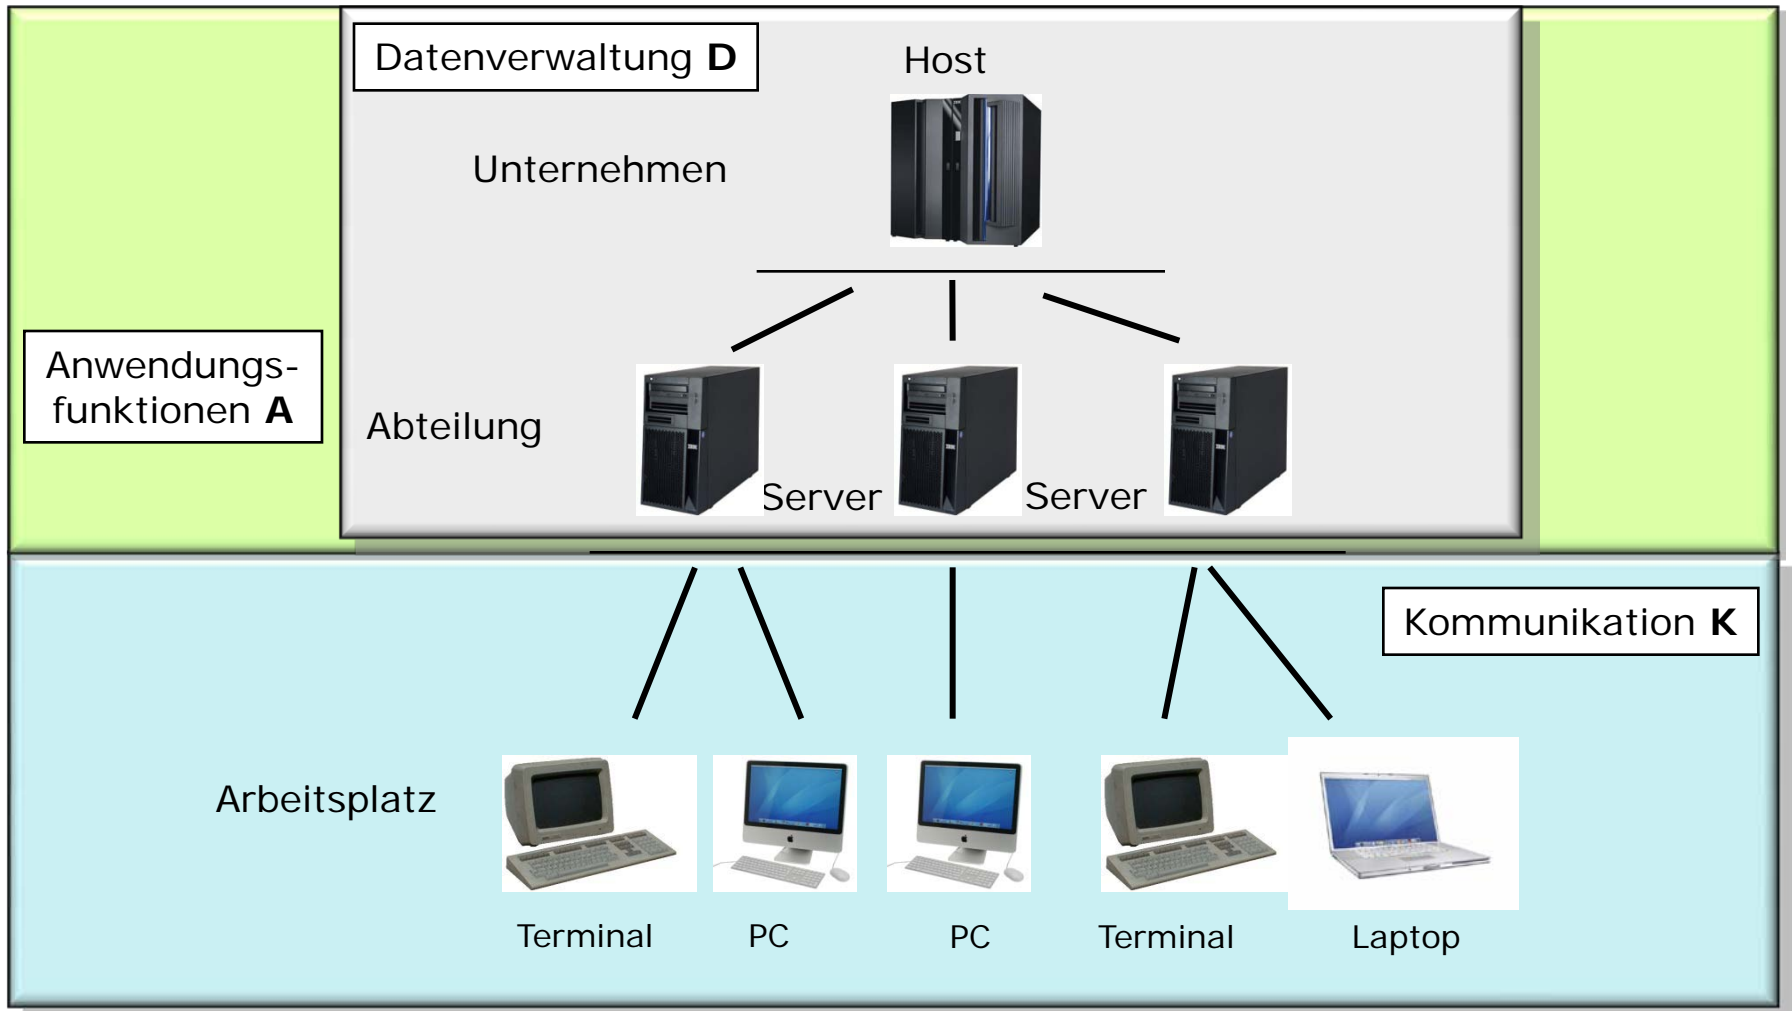 Datenverwaltung D
Host
Unternehmen
Anwendungs-
funktionen A
Abteilung
Server
Server
Kommunikation K
Arbeitsplatz
Terminal
PC
PC
Terminal
Laptop